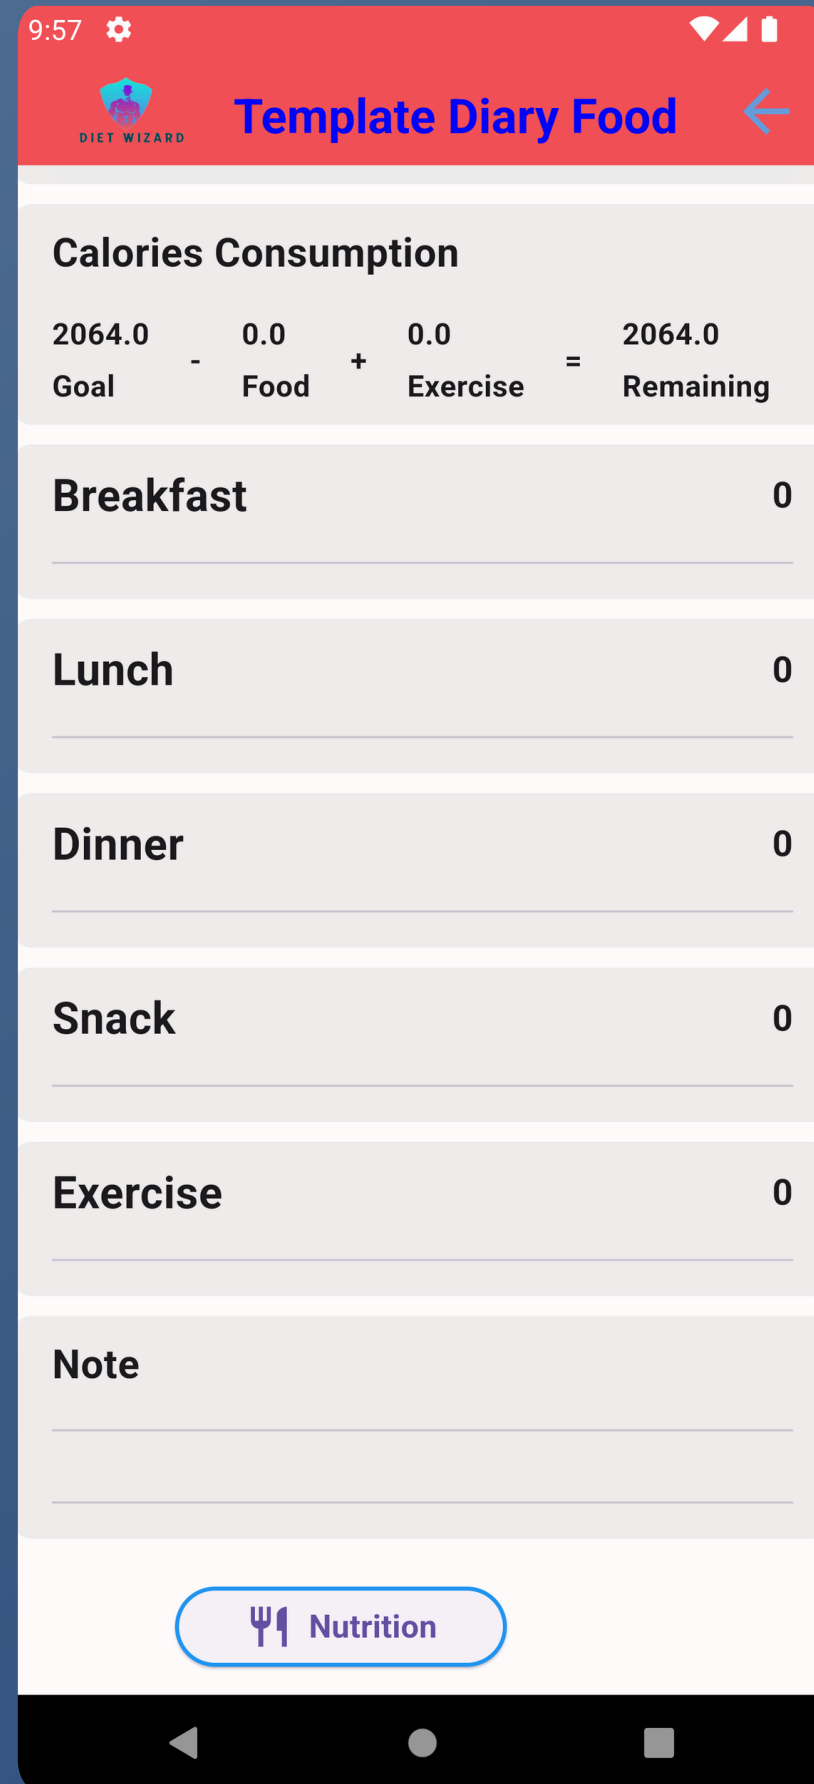 9:57
DIET WIZARD
Template Diary Food
Calories Consumption
2064.0 0.0 0.0 2064.0
- + =
Goal Food Exercise Remaining
Breakfast 0
Lunch 0
Dinner 0
Snack 0
Exercise 0
Note
Nutrition